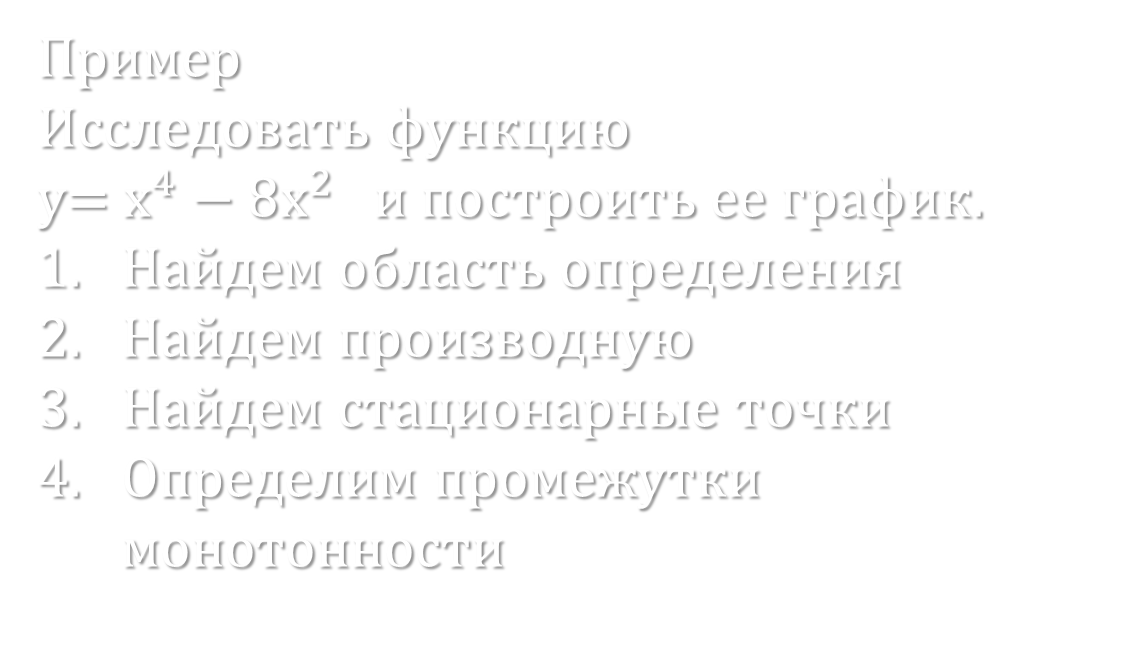 Пример
Исследовать функцию
y= x⁴ − 8x² и построить ее график.
1. Найдем область определения
2. Найдем производную
3. Найдем стационарные точки
4. Определим промежутки
монотонности